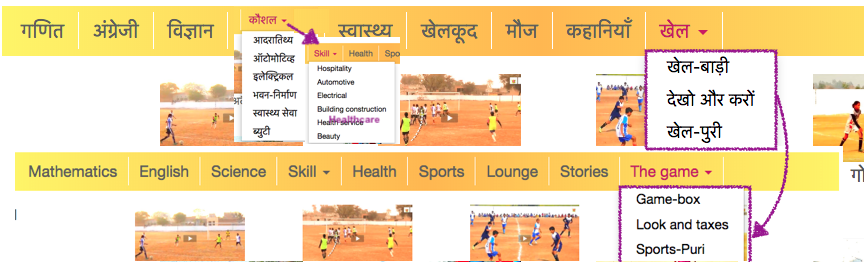 गणित अंग्रेजी विज्ञान कौशल स्वास्थ्य खेलकूद मौज कहानियाँ खेल
आदरातिथ्य
ऑटोमोटिव्ह
इलेक्ट्रिकल
भवन-निर्माण
स्वास्थ्य सेवा
ब्युटी
Skill Health Spo
Hospitality
Automotive
Electrical
Building construction
Health service
Healthcare
Beauty
खेल-बाड़ी
देखो और करों
खेल-पुरी
Mathematics English Science Skill Health Sports Lounge Stories The game
गो
Game-box
Look and taxes
Sports-Puri